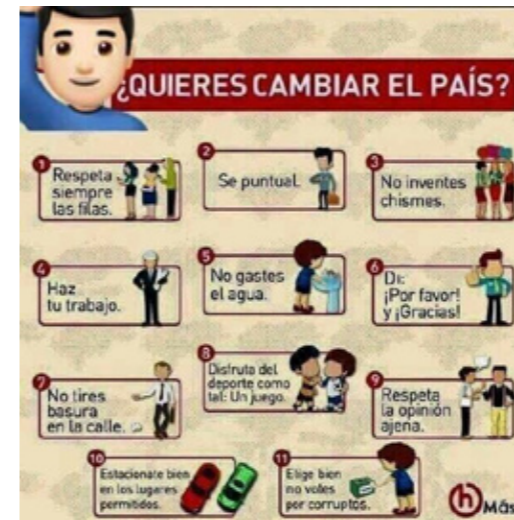 ¿QUIERES CAMBIAR EL PAÍS?
1
Respeta
siempre
las filas.
2
Se puntual.
3
No inventes
chismes.
4
Haz
tu trabajo.
5
No gastes
el agua.
6
Di:
¡Por favor!
y ¡Gracias!
7
No tires
basura
en la calle.
8
Disfruta del
deporte como
tal: Un juego.
9
Respeta
la opinión
ajena.
10
Estacionate bien
en los lugares
permitidos.
11
Elige bien
no votes
por corruptos.
h Más